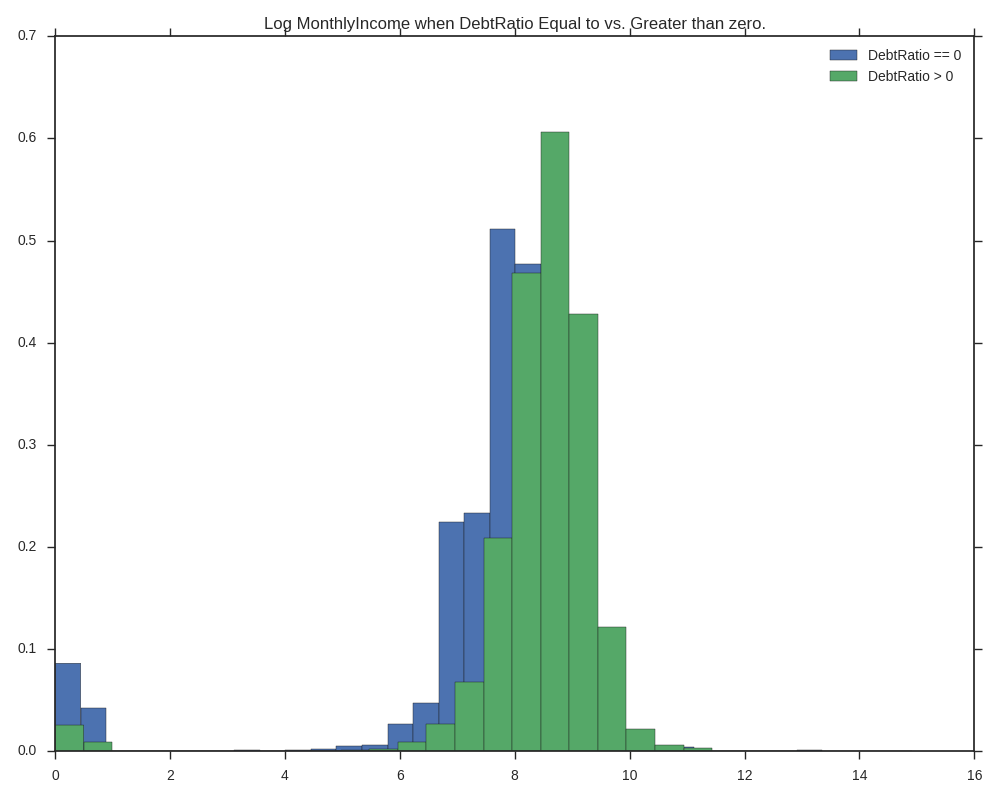 Log MonthlyIncome when DebtRatio Equal to vs. Greater than zero.
0.7
0.6
0.5
0.4
0.3
0.2
0.1
0.0
DebtRatio == 0
DebtRatio > 0
0 2 4 6 8 10 12 14 16